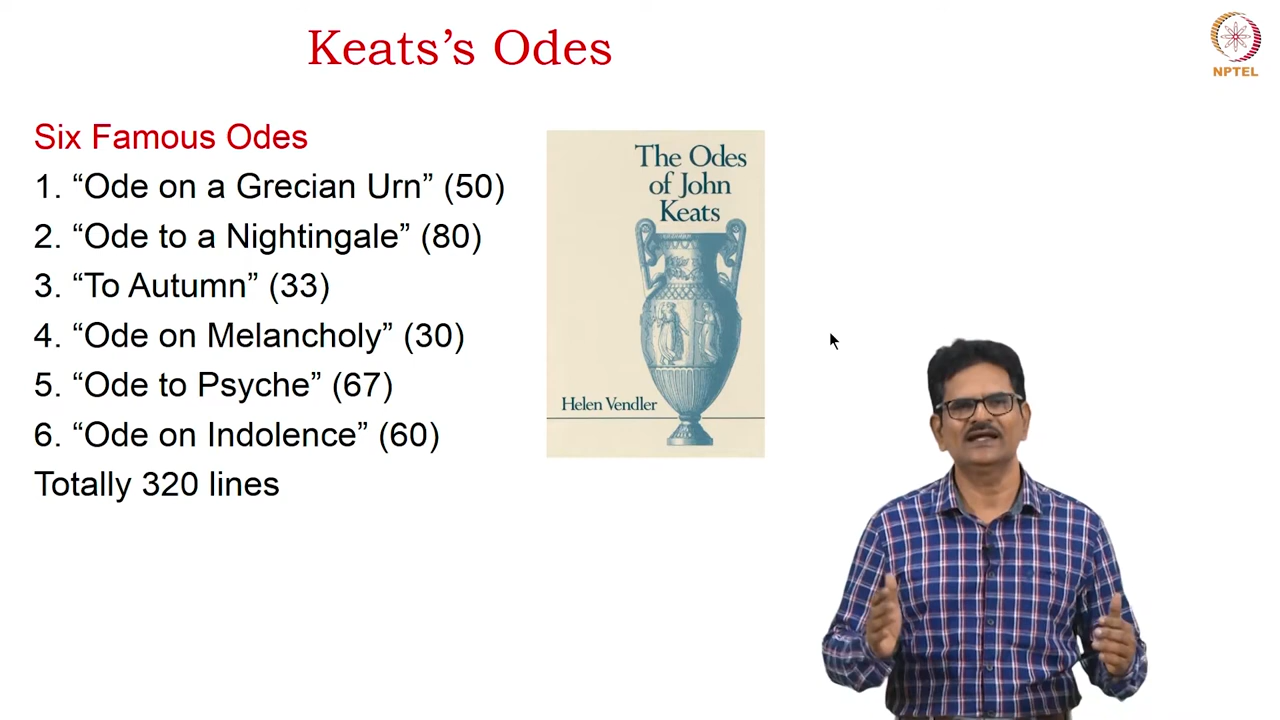 Keats’s Odes
NPTEL
Six Famous Odes
1. “Ode on a Grecian Urn” (50)
2. “Ode to a Nightingale” (80)
3. “To Autumn” (33)
4. “Ode on Melancholy” (30)
5. “Ode to Psyche” (67)
6. “Ode on Indolence” (60)
Totally 320 lines
The Odes
of John
Keats
Helen Vendler